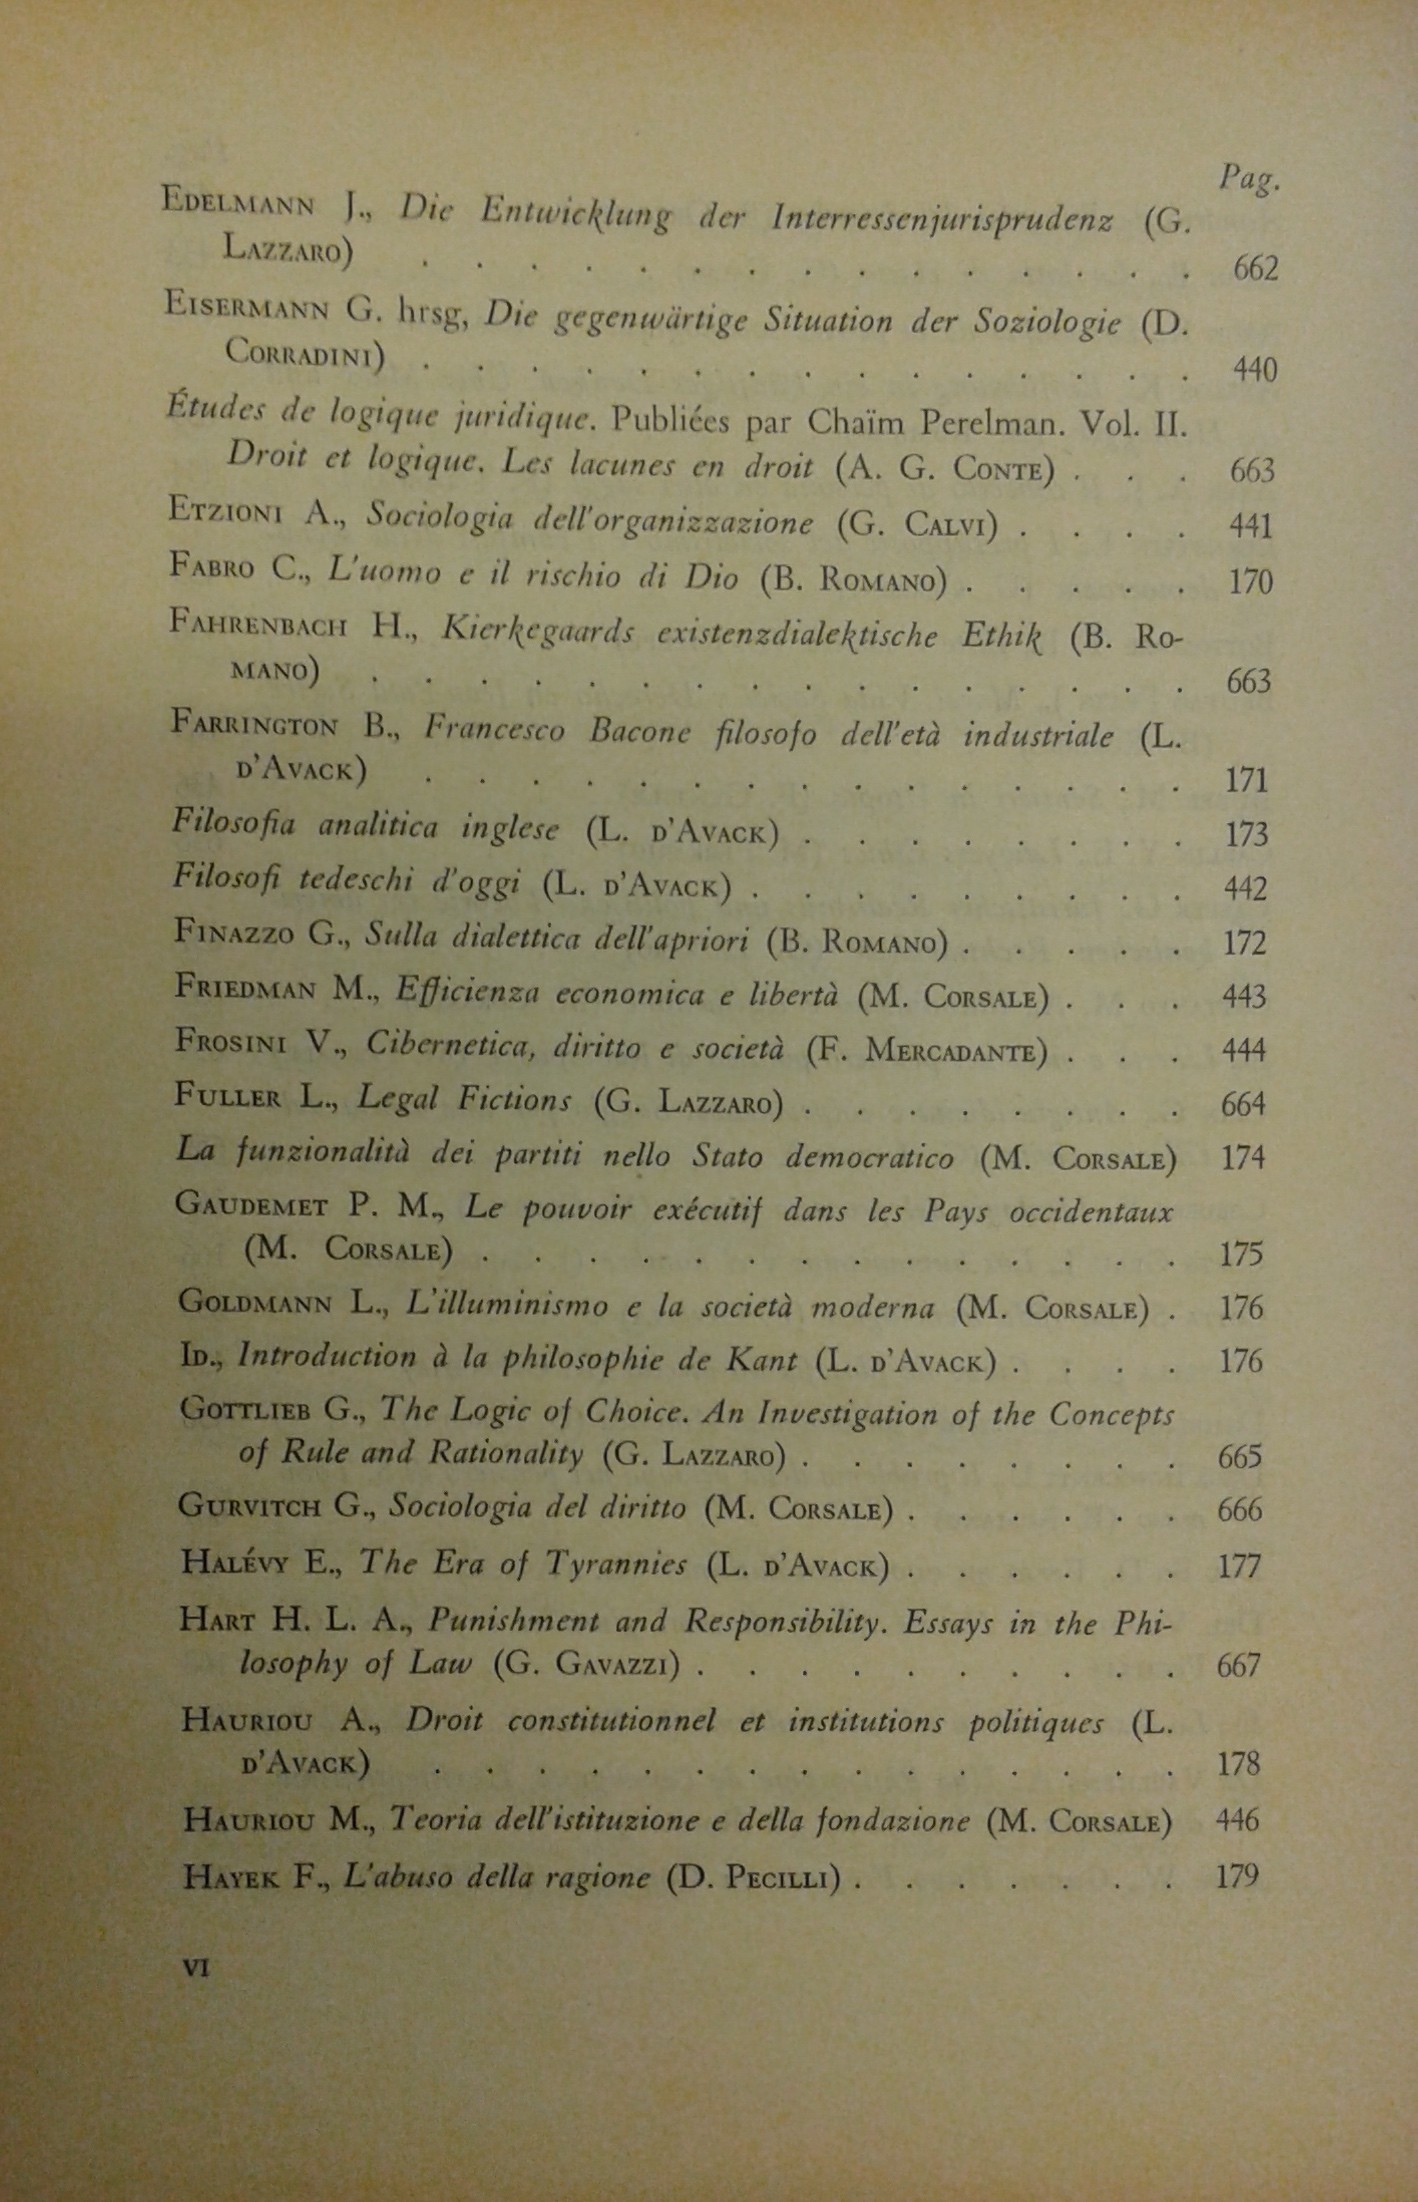 Pag.
EDELMANN J., Die Entwicklung der Interressenjurisprudenz (G.
LAZZARO) . . . . . . . . . . . . . . . 662
EISERMANN G. hrsg, Die gegenwärtige Situation der Soziologie (D.
CORRADINI) . . . . . . . . . . . . . . . 440
Études de logique juridique. Publiées par Chaïm Perelman. Vol. II.
Droit et logique. Les lacunes en droit (A. G. CONTE) . . . 663
ETZIONI A., Sociologia dell'organizzazione (G. CALVI) . . . . 441
FABRO C., L'uomo e il rischio di Dio (B. ROMANO) . . . . . 170
FAHRENBACH H., Kierkegaards existenzdialektische Ethik (B. RO-
MANO) . . . . . . . . . . . . . . . . 663
FARRINGTON B., Francesco Bacone filosofo dell'età industriale (L.
D'AVACK) . . . . . . . . . . . . . . . 171
Filosofia analitica inglese (L. D'AVACK) . . . . . . . . 173
Filosofi tedeschi d'oggi (L. D'AVACK) . . . . . . . . . 442
FINAZZO G., Sulla dialettica dell'apriori (B. ROMANO) . . . . . 172
FRIEDMAN M., Efficienza economica e libertà (M. CORSALE) . . . 443
FROSINI V., Cibernetica, diritto e società (F. MERCADANTE) . . . 444
FULLER L., Legal Fictions (G. LAZZARO) . . . . . . . . 664
La funzionalità dei partiti nello Stato democratico (M. CORSALE) 174
GAUDEMET P. M., Le pouvoir exécutif dans les Pays occidentaux
(M. CORSALE) . . . . . . . . . . . . . . 175
GOLDMANN L., L'illuminismo e la società moderna (M. CORSALE) . 176
ID., Introduction à la philosophie de Kant (L. D'AVACK) . . . . 176
GOTTLIEB G., The Logic of Choice. An Investigation of the Concepts
of Rule and Rationality (G. LAZZARO) . . . . . . . . 665
GURVITCH G., Sociologia del diritto (M. CORSALE) . . . . . . 666
HALÉVY E., The Era of Tyrannies (L. D'AVACK) . . . . . . 177
HART H. L. A., Punishment and Responsibility. Essays in the Phi-
losophy of Law (G. GAVAZZI) . . . . . . . . . . 667
HAURIOU A., Droit constitutionnel et institutions politiques (L.
D'AVACK) . . . . . . . . . . . . . . . 178
HAURIOU M., Teoria dell'istituzione e della fondazione (M. CORSALE) 446
HAYEK F., L'abuso della ragione (D. PECILLI) . . . . . . . 179
VI